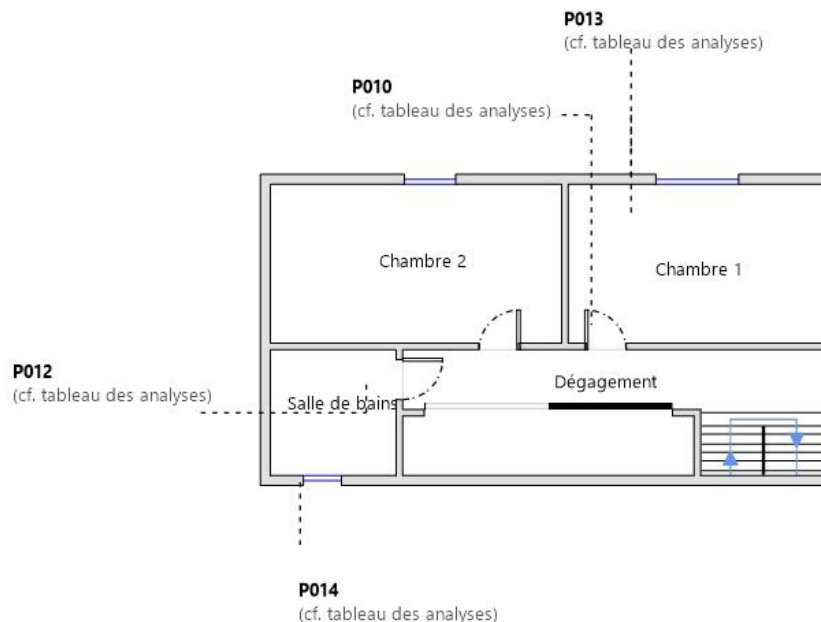 P013
(cf. tableau des analyses)
P010
(cf. tableau des analyses)
Chambre 2
Chambre 1
P012
(cf. tableau des analyses)
Dégagement
Salle de bains
P014
(cf. tableau des analyses)